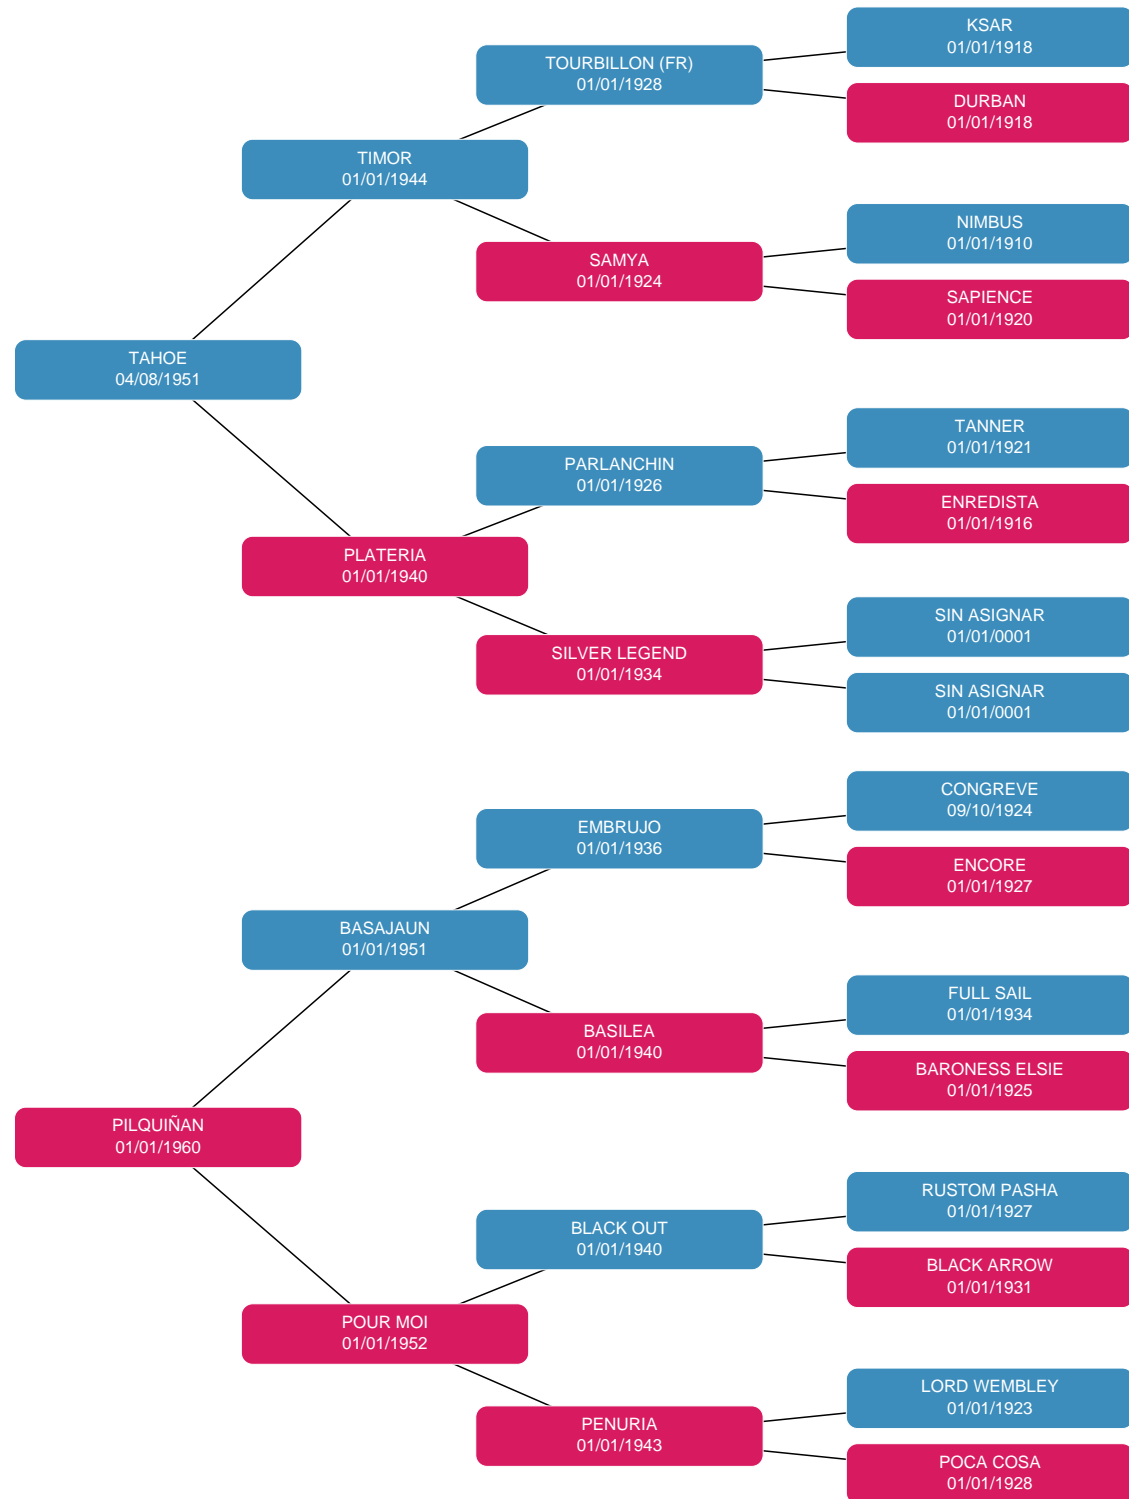 KSAR
01/01/1918
TOURBILLON (FR)
01/01/1928
DURBAN
01/01/1918
TIMOR
01/01/1944
NIMBUS
01/01/1910
SAMYA
01/01/1924
SAPIENCE
01/01/1920
TAHOE
04/08/1951
TANNER
01/01/1921
PARLANCHIN
01/01/1926
ENREDISTA
01/01/1916
PLATERIA
01/01/1940
SIN ASIGNAR
01/01/0001
SILVER LEGEND
01/01/1934
SIN ASIGNAR
01/01/0001
CONGREVE
09/10/1924
EMBRUJO
01/01/1936
ENCORE
01/01/1927
BASAJAUN
01/01/1951
FULL SAIL
01/01/1934
BASILEA
01/01/1940
BARONESS ELSIE
01/01/1925
PILQUIÑAN
01/01/1960
RUSTOM PASHA
01/01/1927
BLACK OUT
01/01/1940
BLACK ARROW
01/01/1931
POUR MOI
01/01/1952
LORD WEMBLEY
01/01/1923
PENURIA
01/01/1943
POCA COSA
01/01/1928